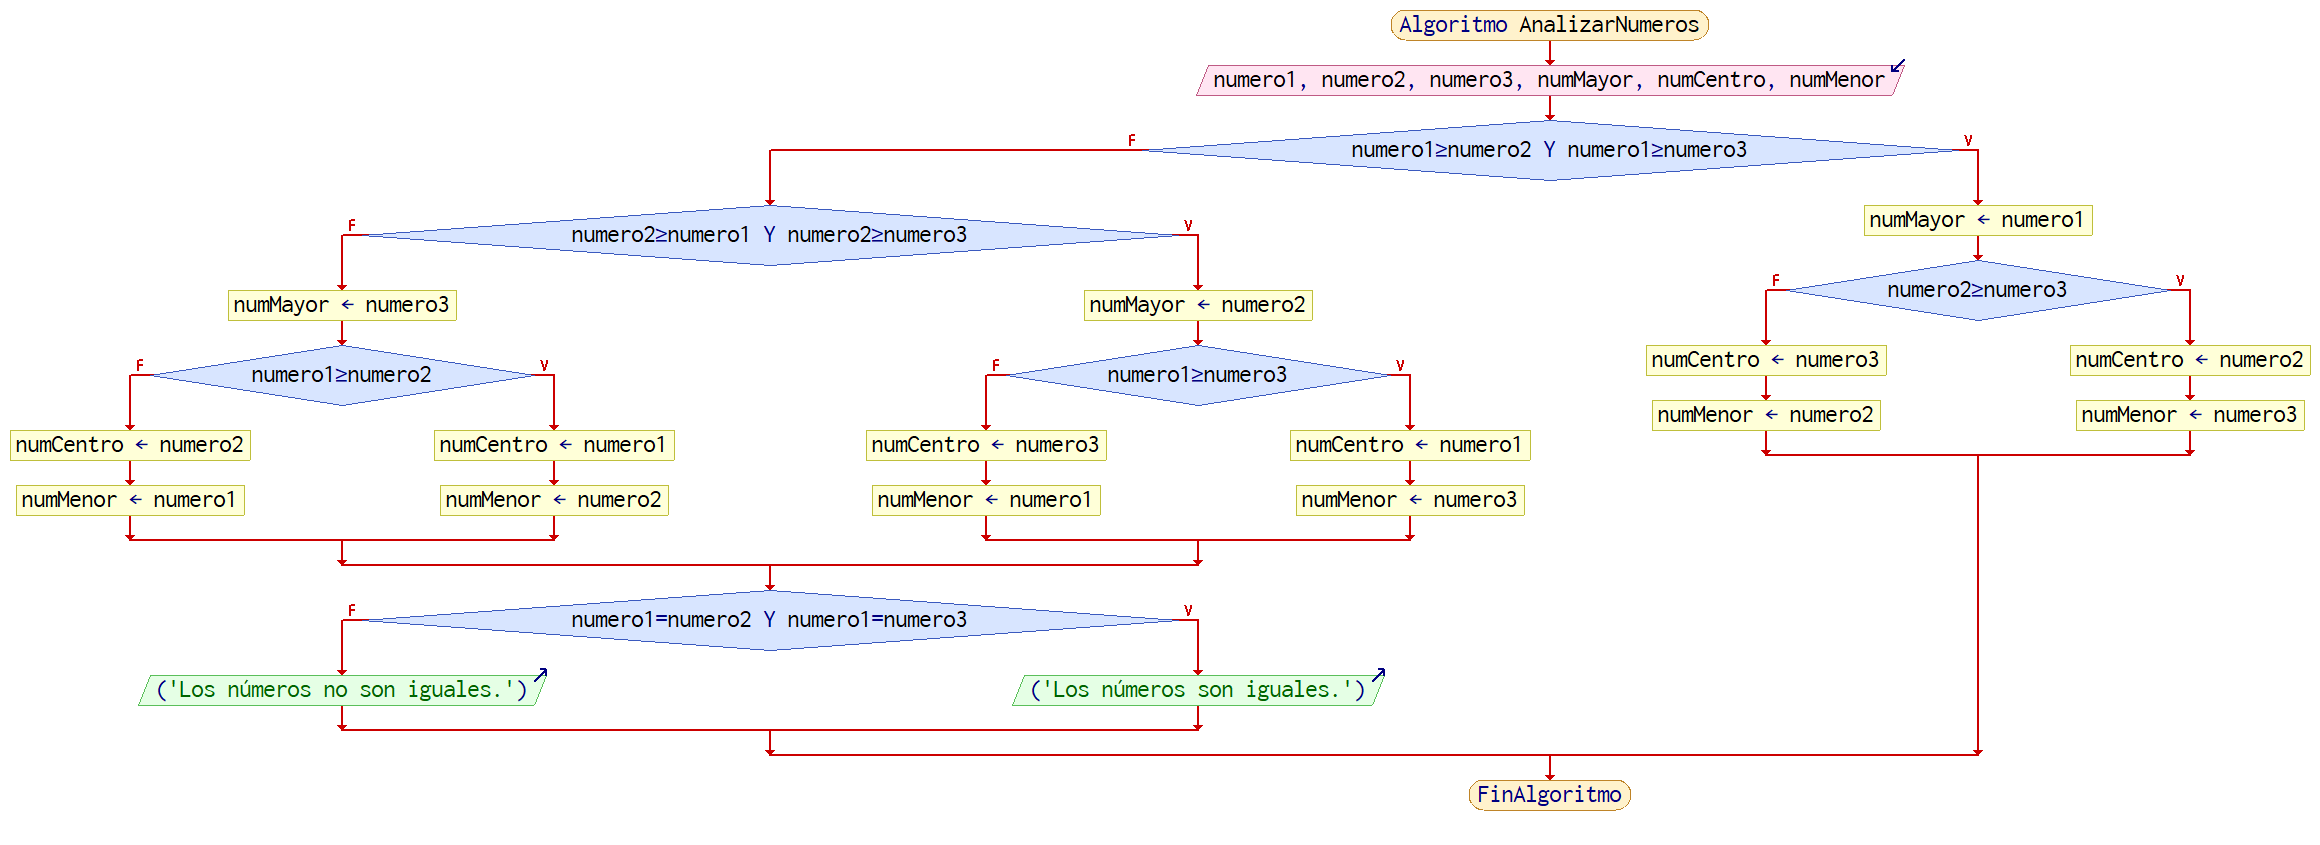 Algoritmo AnalizarNumeros
numero1, numero2, numero3, numMayor, numCentro, numMenor
F
numero1≥numero2 Y numero1≥numero3
V
F
numero2≥numero1 Y numero2≥numero3
V
numMayor ← numero1
numMayor ← numero3
numMayor ← numero2
F
numero2≥numero3
V
F
numero1≥numero2
V
F
numero1≥numero3
V
numCentro ← numero3
numCentro ← numero2
numMenor ← numero2
numMenor ← numero3
numCentro ← numero2
numCentro ← numero1
numCentro ← numero3
numCentro ← numero1
numMenor ← numero1
numMenor ← numero2
numMenor ← numero1
numMenor ← numero3
F
numero1=numero2 Y numero1=numero3
V
('Los números no son iguales.')
('Los números son iguales.')
FinAlgoritmo